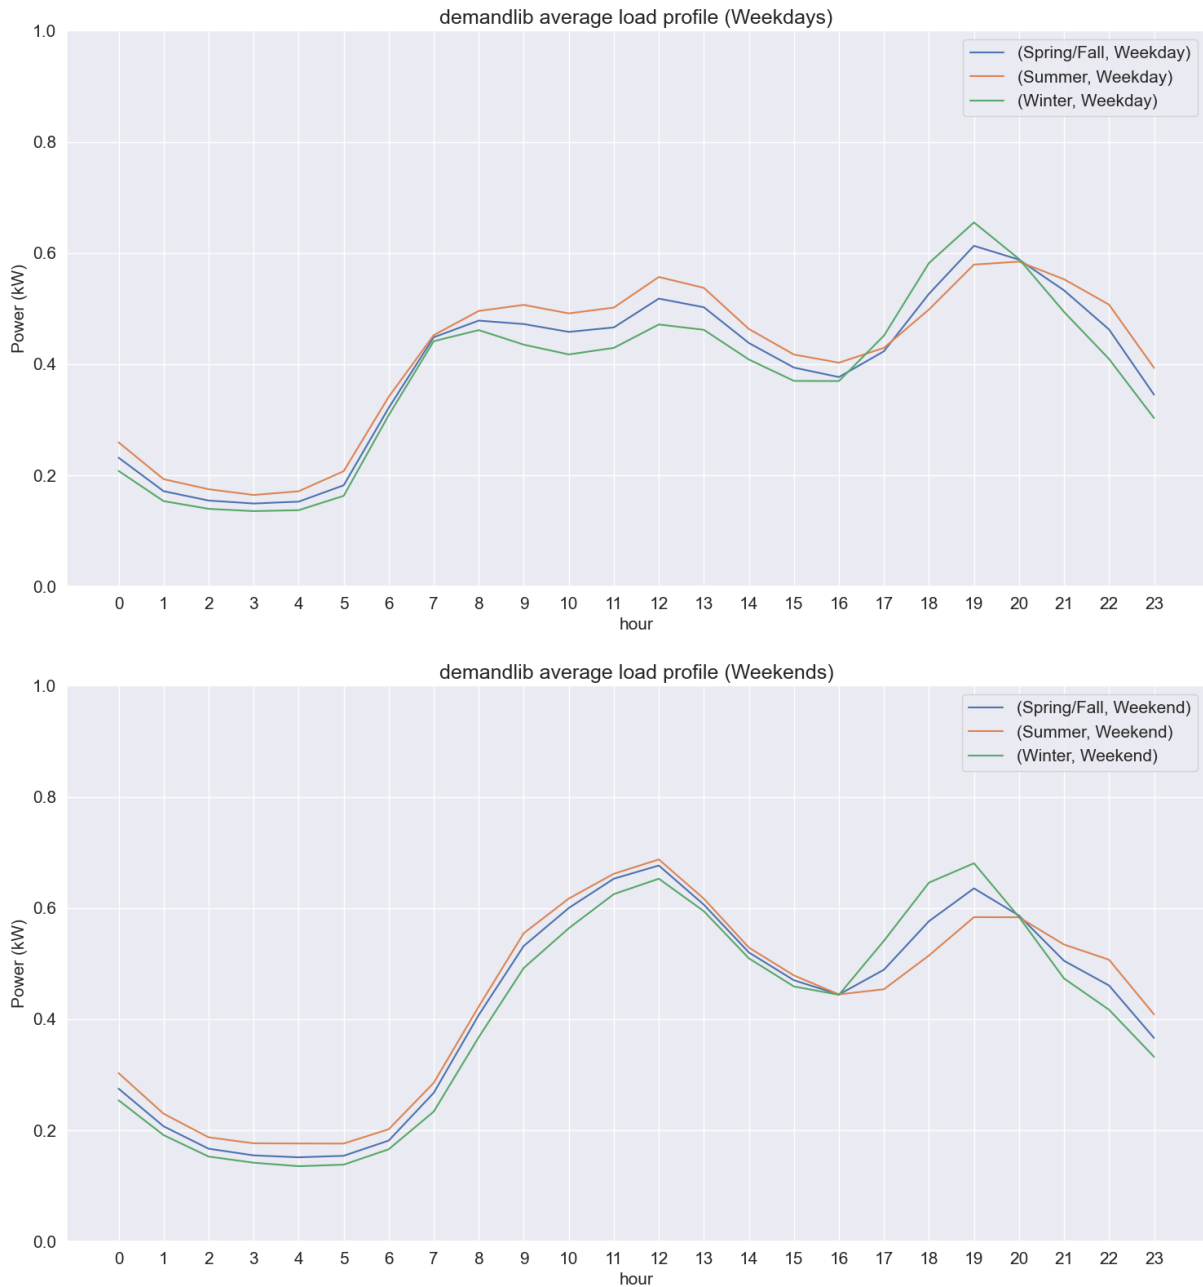 demandlib average load profile (Weekdays)
1.0
0.8
0.6
0.4
0.2
0.0
Power (kW)
(Spring/Fall, Weekday)
(Summer, Weekday)
(Winter, Weekday)
0 1 2 3 4 5 6 7 8 9 10 11 12 13 14 15 16 17 18 19 20 21 22 23
hour
demandlib average load profile (Weekends)
1.0
0.8
0.6
0.4
0.2
0.0
Power (kW)
(Spring/Fall, Weekend)
(Summer, Weekend)
(Winter, Weekend)
0 1 2 3 4 5 6 7 8 9 10 11 12 13 14 15 16 17 18 19 20 21 22 23
hour